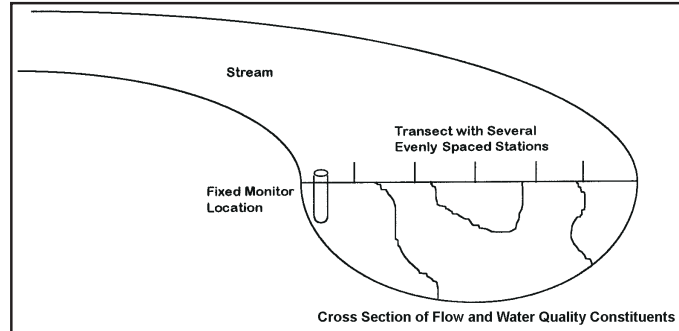 Stream
Transect with Several
Evenly Spaced Stations
Fixed Monitor
Location
Cross Section of Flow and Water Quality Constituents